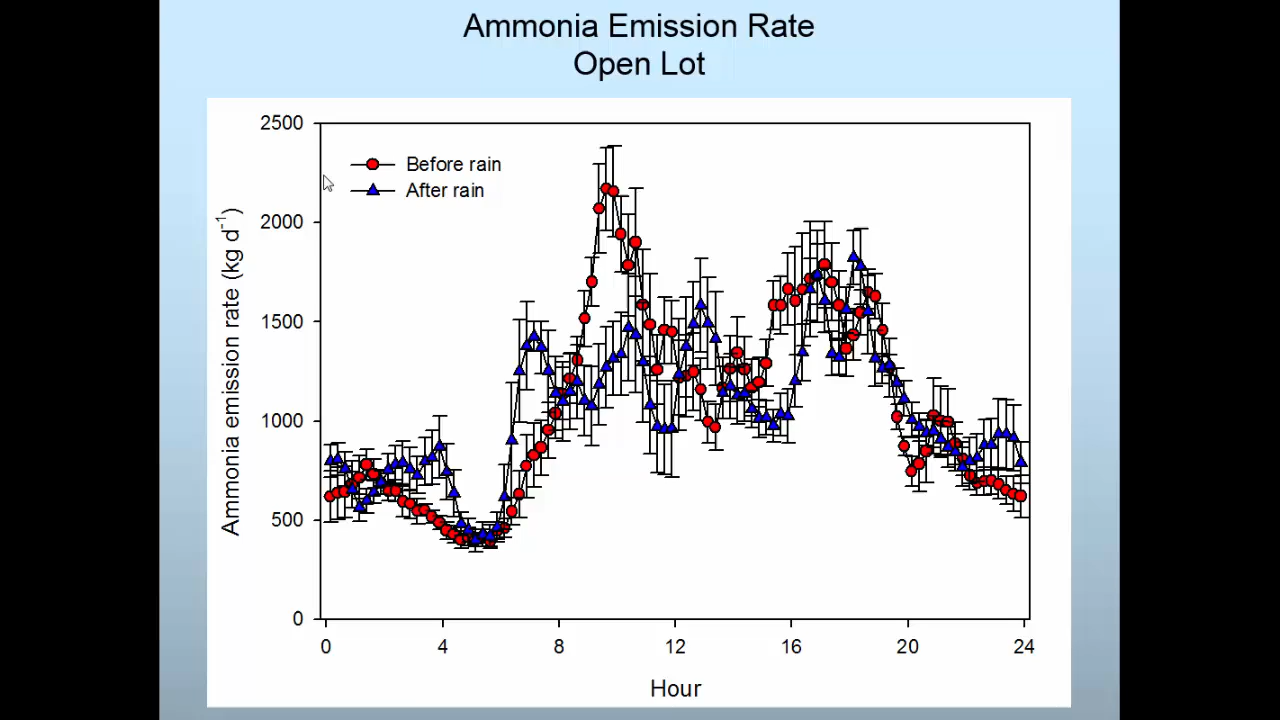 Ammonia Emission Rate
Open Lot
2500
2000
1500
1000
500
0
Ammonia emission rate (kg d⁻¹)
Before rain
After rain
0 4 8 12 16 20 24
Hour